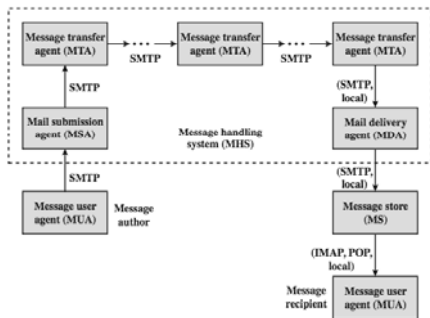 Message transfer
agent (MTA)
Message transfer
agent (MTA)
Message transfer
agent (MTA)
SMTP
SMTP
SMTP
(SMTP,
local)
Mail submission
agent (MSA)
Message handling
system (MHS)
Mail delivery
agent (MDA)
SMTP
(SMTP,
local)
Message user
agent (MUA)
Message
author
Message store
(MS)
(IMAP, POP,
local)
Message
recipient
Message user
agent (MUA)